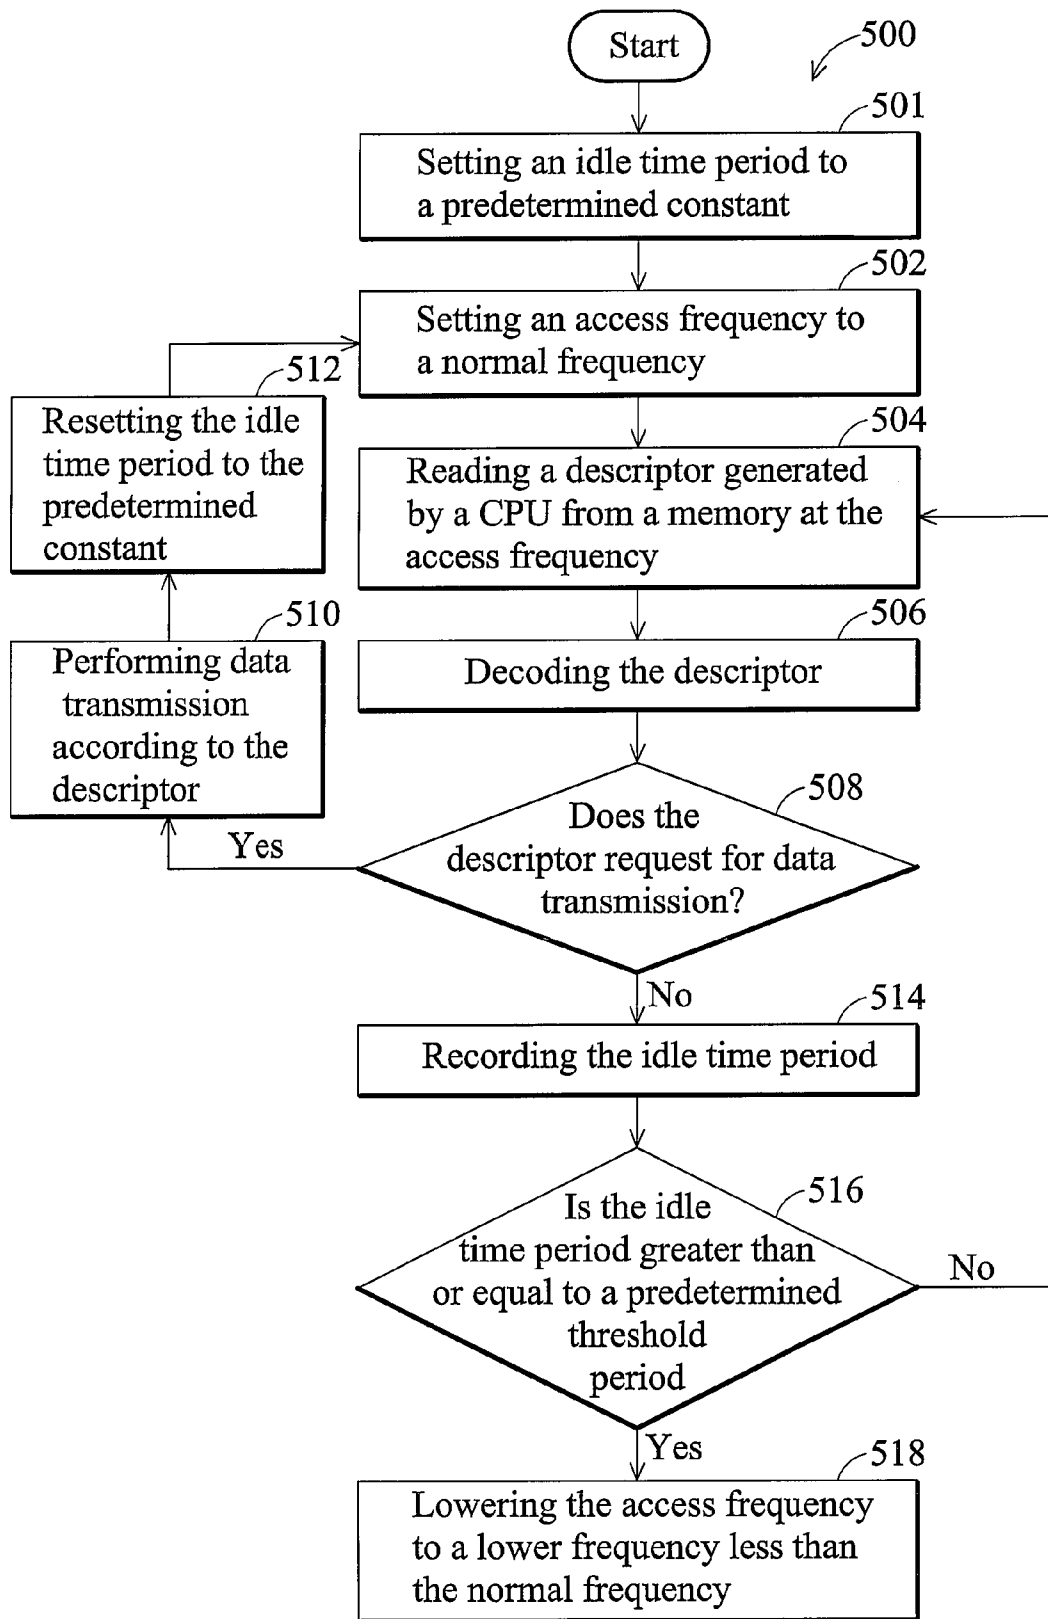 Start
500
501
Setting an idle time period to
a predetermined constant
502
Setting an access frequency to
a normal frequency
512
Resetting the idle
time period to the
predetermined
constant
504
Reading a descriptor generated
by a CPU from a memory at the
access frequency
510
Performing data
transmission
according to the
descriptor
506
Decoding the descriptor
508
Does the
descriptor request for data
transmission?
Yes
No
514
Recording the idle time period
516
Is the idle
time period greater than
or equal to a predetermined
threshold
period
No
Yes
518
Lowering the access frequency
to a lower frequency less than
the normal frequency